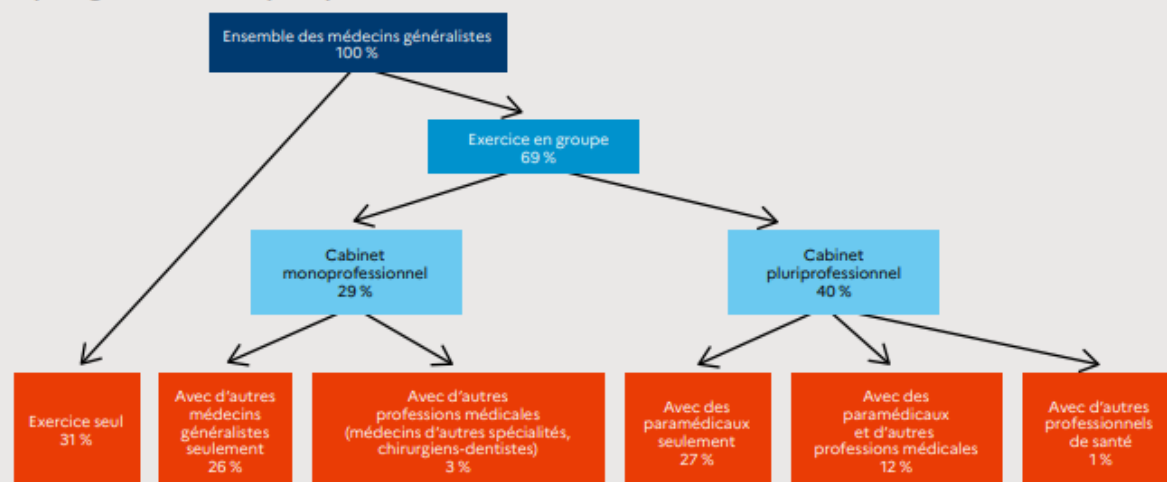 Ensemble des médecins généralistes
100 %
Exercice en groupe
69 %
Cabinet
monoprofessionnel
29 %
Cabinet
pluriprofessionnel
40 %
Exercice seul
31 %
Avec d'autres
médecins
généralistes
seulement
26 %
Avec d'autres
professions médicales
(médecins d'autres spécialités,
chirurgiens-dentistes)
3 %
Avec des
paramédicaux
seulement
27 %
Avec des
paramédicaux
et d'autres
professions médicales
12 %
Avec d'autres
professionnels
de santé
1 %